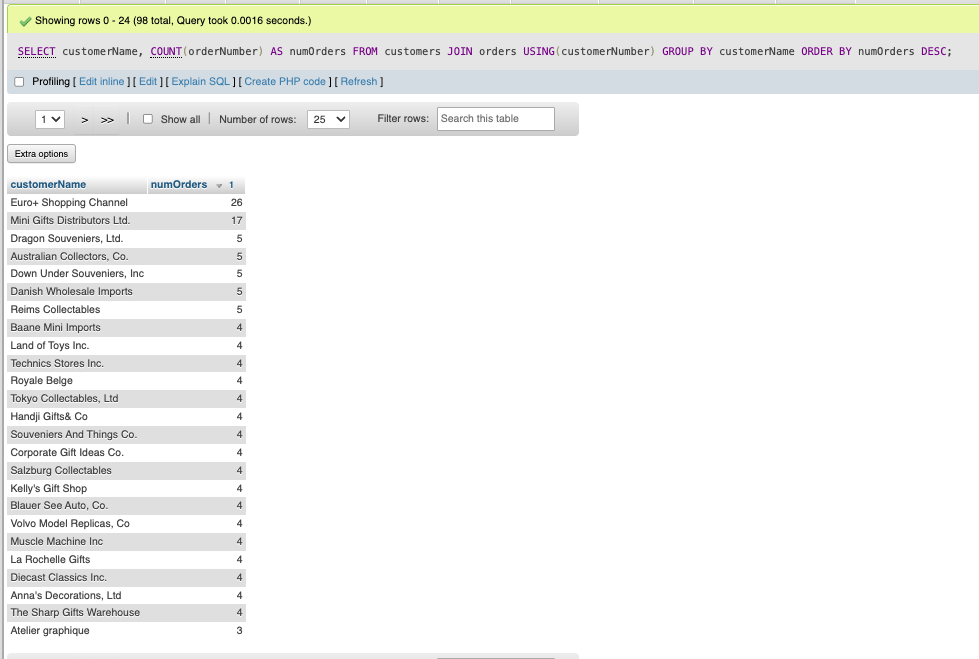 Showing rows 0 - 24 (98 total, Query took 0.0016 seconds.)
SELECT customerName, COUNT(orderNumber) AS numOrders FROM customers JOIN orders USING(customerNumber) GROUP BY customerName ORDER BY numOrders DESC;
Profiling [ Edit inline ] [ Edit ] [ Explain SQL ] [ Create PHP code ] [ Refresh ]
1 > >> | Show all | Number of rows: 25 Filter rows: Search this table
Extra options
customerName numOrders 1
Euro+ Shopping Channel 26
Mini Gifts Distributors Ltd. 17
Dragon Souveniers, Ltd. 5
Australian Collectors, Co. 5
Down Under Souveniers, Inc 5
Danish Wholesale Imports 5
Reims Collectables 5
Baane Mini Imports 4
Land of Toys Inc. 4
Technics Stores Inc. 4
Royale Belge 4
Tokyo Collectables, Ltd 4
Handji Gifts& Co 4
Souveniers And Things Co. 4
Corporate Gift Ideas Co. 4
Salzburg Collectables 4
Kelly's Gift Shop 4
Blauer See Auto, Co. 4
Volvo Model Replicas, Co 4
Muscle Machine Inc 4
La Rochelle Gifts 4
Diecast Classics Inc. 4
Anna's Decorations, Ltd 4
The Sharp Gifts Warehouse 4
Atelier graphique 3